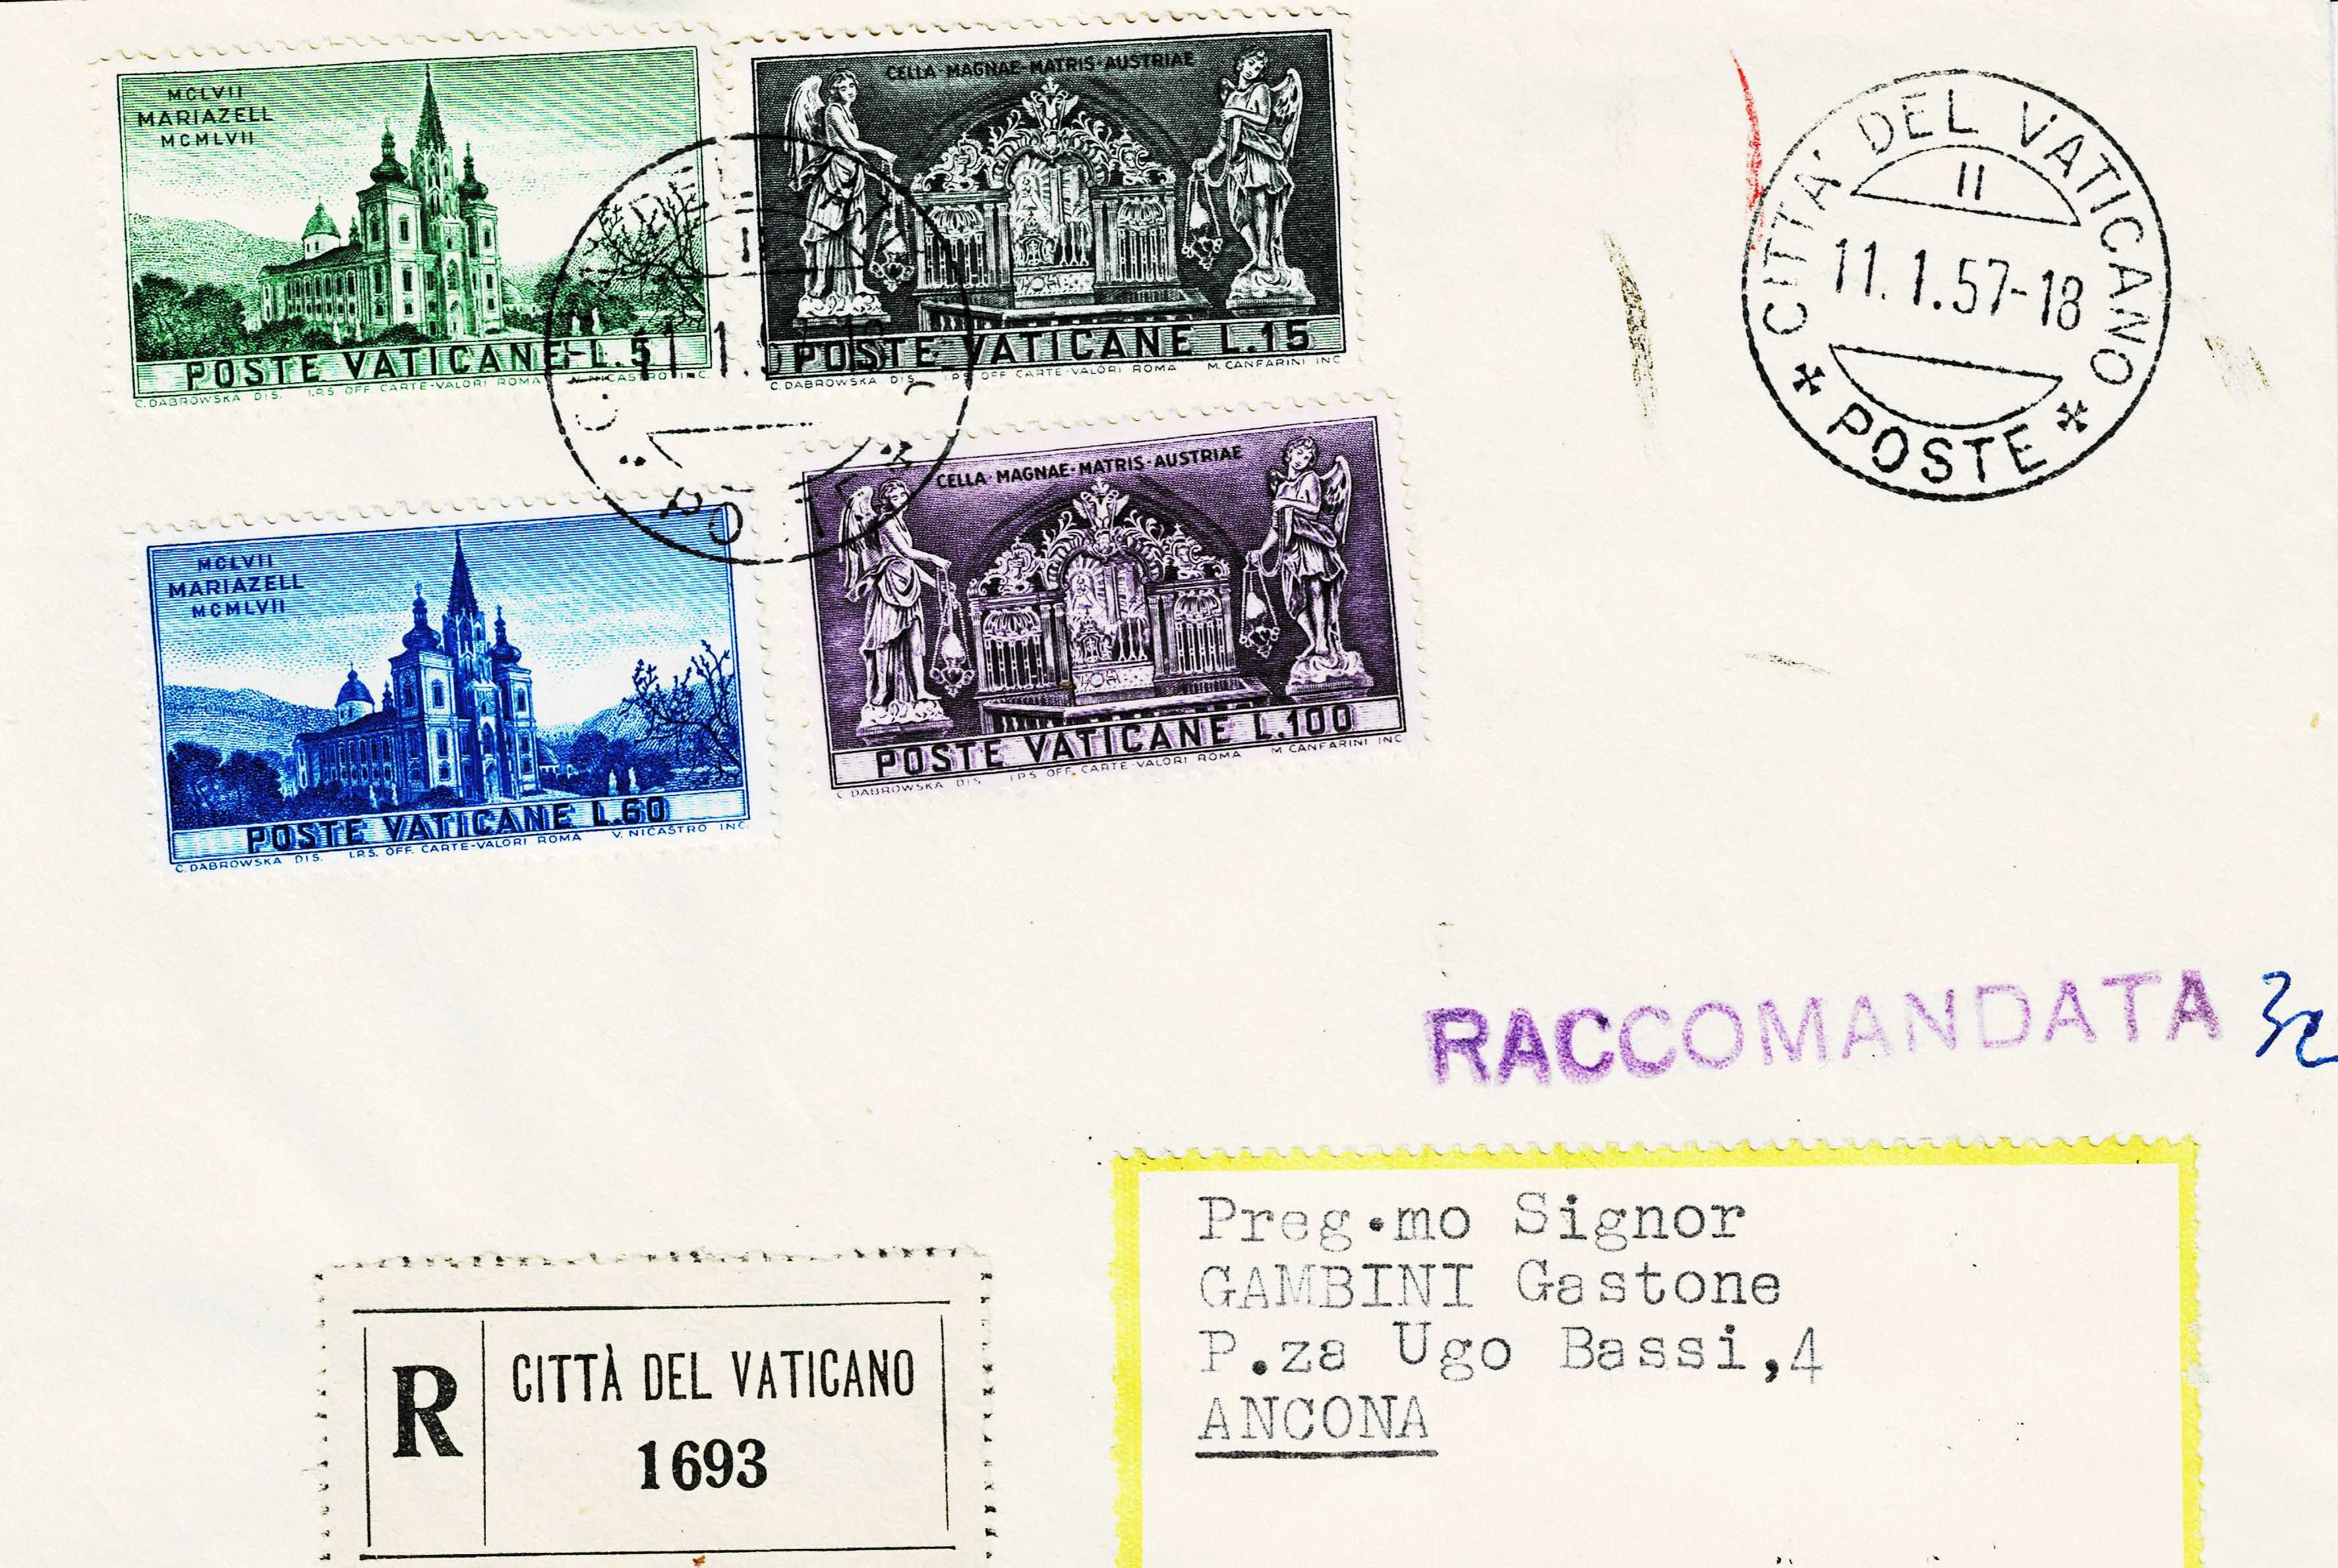 MCLVII
MARIAZELL
MCMLVII
POSTE VATICANE L.5
C. DABROWSKA DIS. I.P.S. OFF. CARTE-VALORI ROMA V. NICASTRO INC.
CELLA·MAGNAE·MATRIS·AUSTRIAE
POSTE VATICANE L.15
C. DABROWSKA DIS. I.P.S. OFF. CARTE-VALORI ROMA M. CANFARINI INC
CITTA' DEL VATICANO
II
11.1.57-18
POSTE
MCLVII
MARIAZELL
MCMLVII
POSTE VATICANE L.60
C. DABROWSKA DIS. I.P.S. OFF. CARTE-VALORI ROMA V. NICASTRO INC.
CELLA·MAGNAE·MATRIS·AUSTRIAE
POSTE VATICANE L.100
C. DABROWSKA DIS. I.P.S. OFF. CARTE-VALORI ROMA M. CANFARINI INC
RACCOMANDATA
R
CITTÀ DEL VATICANO
1693
Preg.mo Signor
GAMBINI Gastone
P.za Ugo Bassi,4
ANCONA